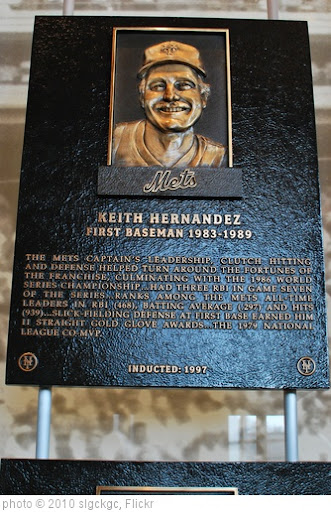 Mets
KEITH HERNANDEZ
FIRST BASEMAN 1983-1989
THE METS CAPTAIN'S LEADERSHIP, CLUTCH HITTING
AND DEFENSE HELPED TURN AROUND THE FORTUNES OF
THE FRANCHISE, CULMINATING WITH THE 1986 WORLD
SERIES CHAMPIONSHIP...HAD THREE RBI IN GAME SEVEN
OF THE SERIES. RANKS AMONG THE METS ALL-TIME
LEADERS IN RBI (468), BATTING AVERAGE (.297) AND HITS
(939)...SLICK-FIELDING DEFENSE AT FIRST BASE EARNED HIM
11 STRAIGHT GOLD GLOVE AWARDS...THE 1979 NATIONAL
LEAGUE CO-MVP.
INDUCTED: 1997
photo © 2010 slgckgc, Flickr